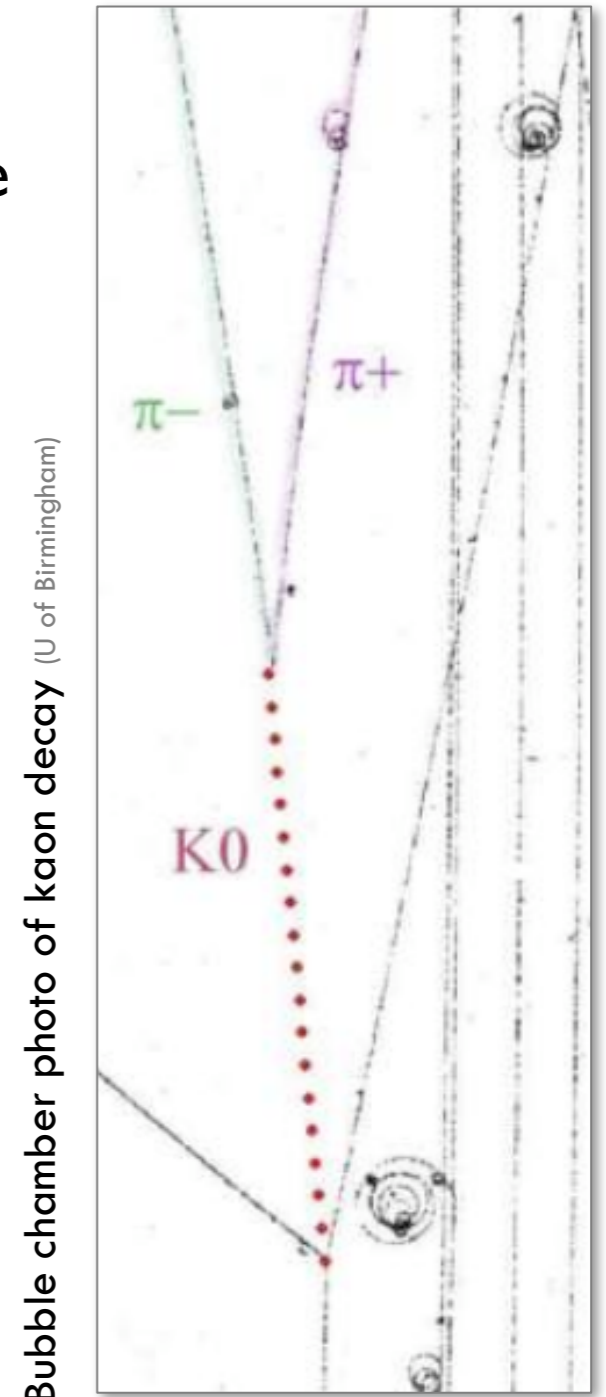 e
π−
π+
K0
Bubble chamber photo of kaon decay (U of Birmingham)